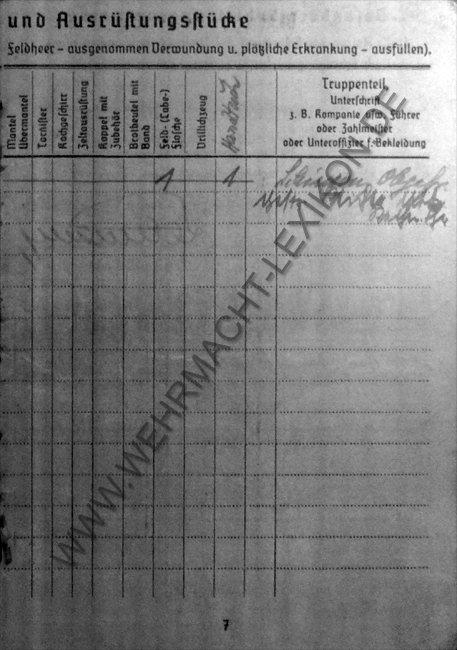 und Ausrüstungsstücke
Feldheer – ausgenommen Verwundung u. plötzliche Erkrankung – ausfüllen).
Mantel
Übermantel
Tornister
Kochgeschirr
Zeltausrüstung
Koppel mit
Zubehör
Brotbeutel mit
Band
Feld- (Labe-)
flasche
Drillichzeug
Truppenteil,
Unterschrift
z. B. Kompanie usw. Führer
oder Zahlmeister
oder Unteroffizier f. Bekleidung
1
1
WWW.WEHRMACHT-LEXIKON.DE
7